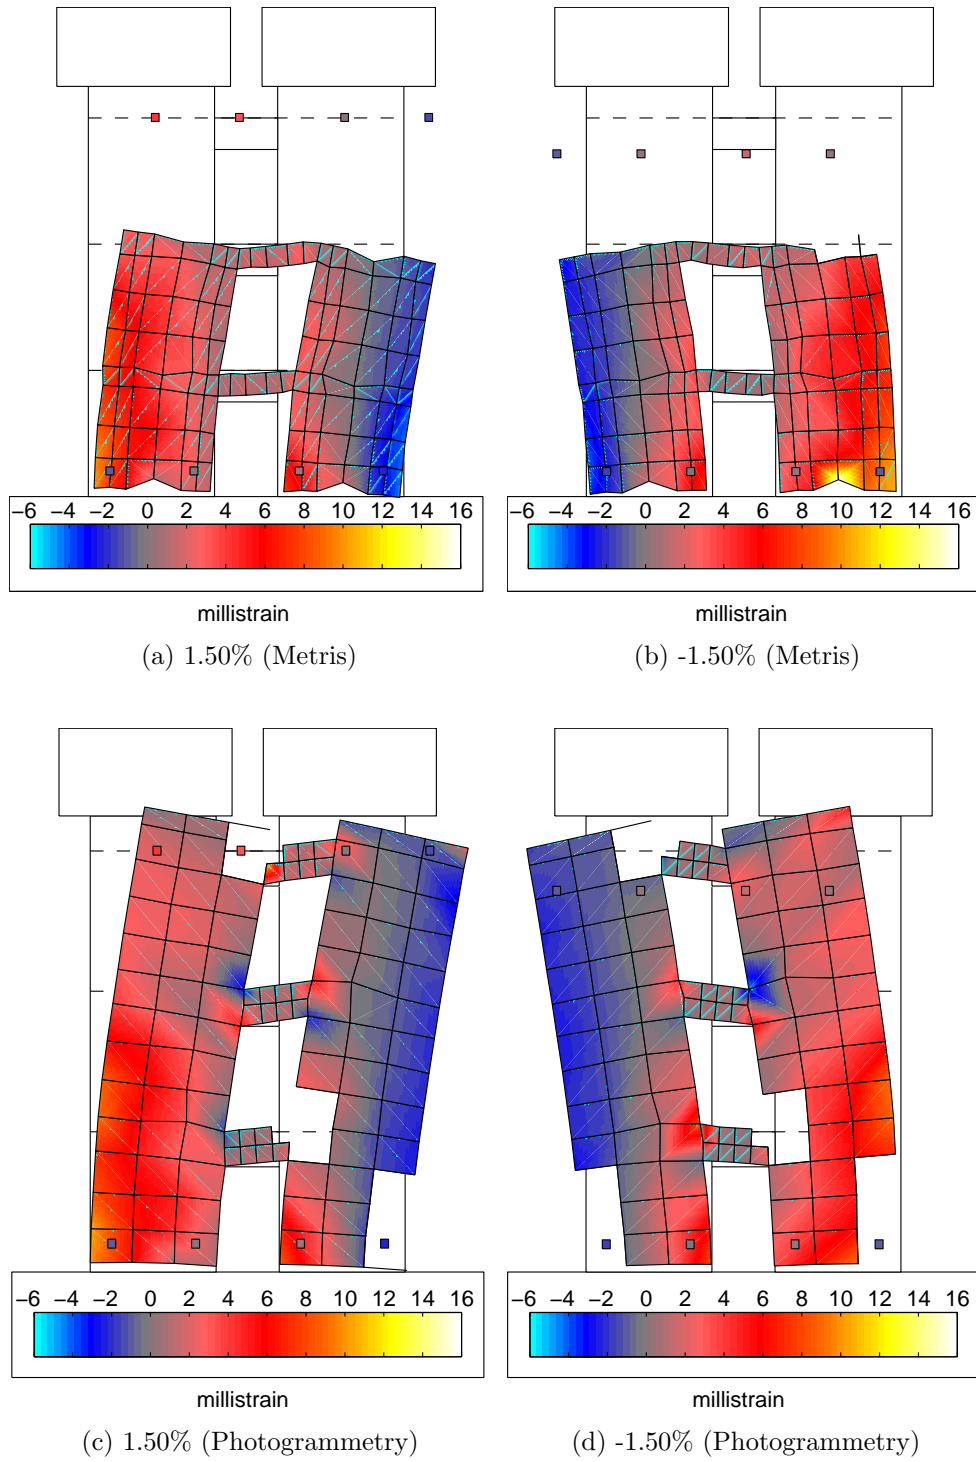 −6 −4 −2 0 2 4 6 8 10 12 14 16
millistrain
(a) 1.50% (Metris)
−6 −4 −2 0 2 4 6 8 10 12 14 16
millistrain
(b) -1.50% (Metris)
−6 −4 −2 0 2 4 6 8 10 12 14 16
millistrain
(c) 1.50% (Photogrammetry)
−6 −4 −2 0 2 4 6 8 10 12 14 16
millistrain
(d) -1.50% (Photogrammetry)